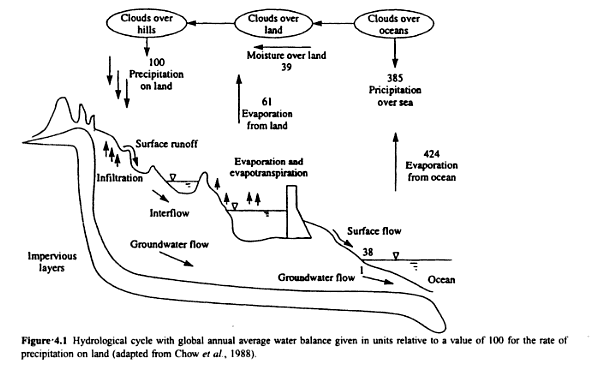 Clouds over
hills
Clouds over
land
Clouds over
oceans
Moisture over land
39
100
Precipitation
on land
385
Pricipitation
over sea
61
Evaporation
from land
424
Evaporation
from ocean
Surface runoff
Infiltration
Evaporation and
evapotranspiration
Interflow
Surface flow
38
Groundwater flow
Impervious
layers
1
Groundwater flow
Ocean
Figure·4.1 Hydrological cycle with global annual average water balance given in units relative to a value of 100 for the rate of
precipitation on land (adapted from Chow et al., 1988).